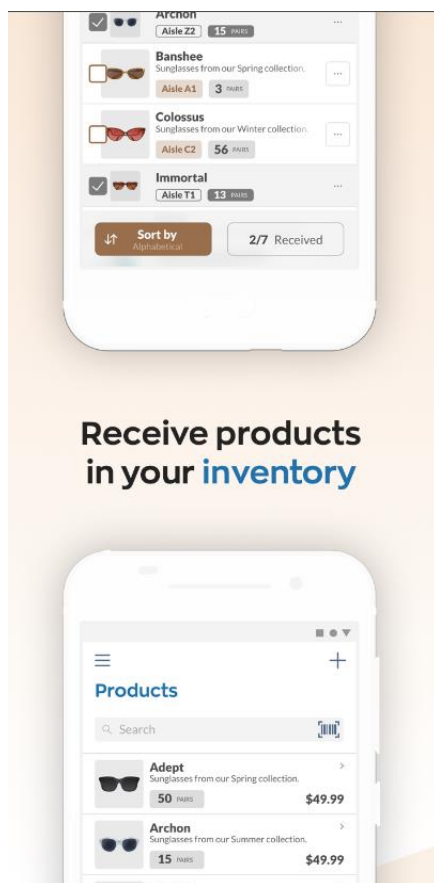 Archon
Aisle Z2 15 PAIRS
Banshee
Sunglasses from our Spring collection.
Aisle A1 3 PAIRS
Colossus
Sunglasses from our Winter collection.
Aisle C2 56 PAIRS
Immortal
Aisle T1 13 PAIRS
Sort by
Alphabetical
2/7 Received
Receive products
in your inventory
Products
Search
Adept
Sunglasses from our Spring collection.
50 PAIRS $49.99
Archon
Sunglasses from our Summer collection.
15 PAIRS $49.99